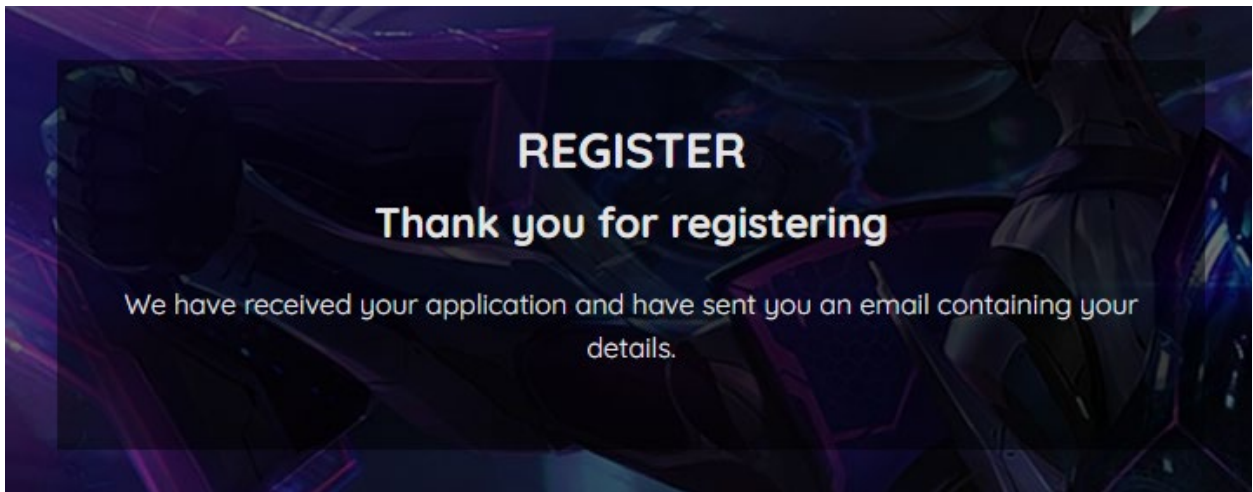 REGISTER
Thank you for registering
We have received your application and have sent you an email containing your
details.